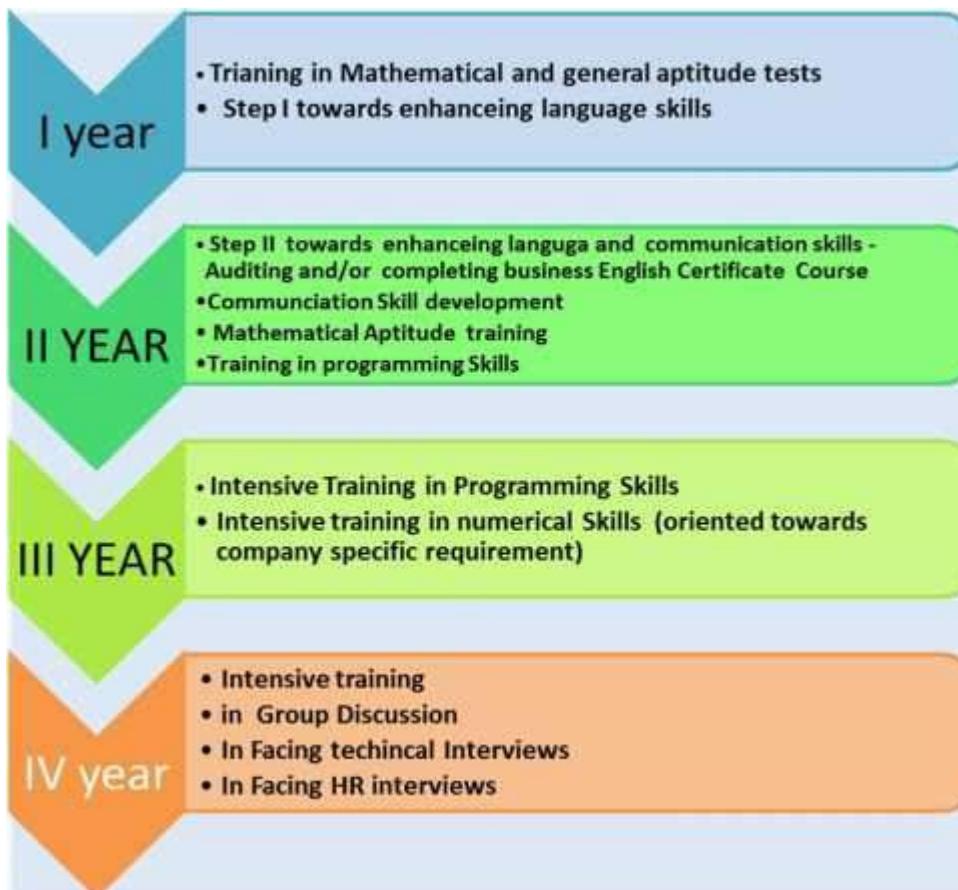 I year
• Trianing in Mathematical and general aptitude tests
• Step I towards enhanceing language skills
II YEAR
• Step II towards enhanceing languga and communication skills -
Auditing and/or completing business English Certificate Course
•Communciation Skill development
• Mathematical Aptitude training
•Training in programming Skills
III YEAR
• Intensive Training in Programming Skills
• Intensive training in numerical Skills (oriented towards
company specific requirement)
IV year
• Intensive training
• in Group Discussion
• In Facing techincal Interviews
• In Facing HR interviews